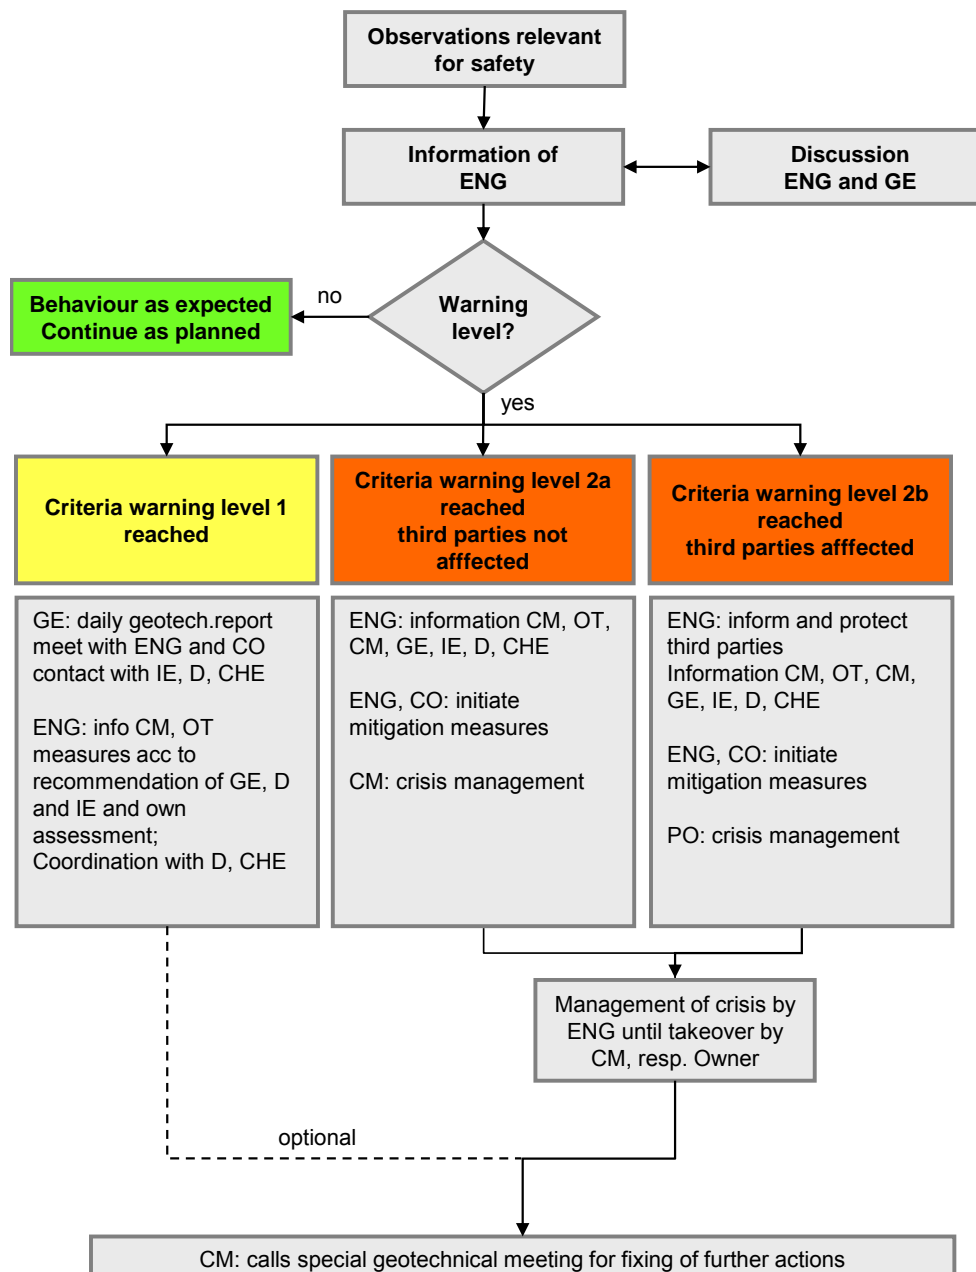 Observations relevant
for safety
Information of
ENG
Discussion
ENG and GE
Warning
level?
no
Behaviour as expected
Continue as planned
yes
Criteria warning level 1
reached
Criteria warning level 2a
reached
third parties not
afffected
Criteria warning level 2b
reached
third parties afffected
GE: daily geotech.report
meet with ENG and CO
contact with IE, D, CHE
ENG: info CM, OT
measures acc to
recommendation of GE, D
and IE and own
assessment;
Coordination with D, CHE
ENG: information CM, OT,
CM, GE, IE, D, CHE
ENG, CO: initiate
mitigation measures
CM: crisis management
ENG: inform and protect
third parties
Information CM, OT, CM,
GE, IE, D, CHE
ENG, CO: initiate
mitigation measures
PO: crisis management
Management of crisis by
ENG until takeover by
CM, resp. Owner
optional
CM: calls special geotechnical meeting for fixing of further actions